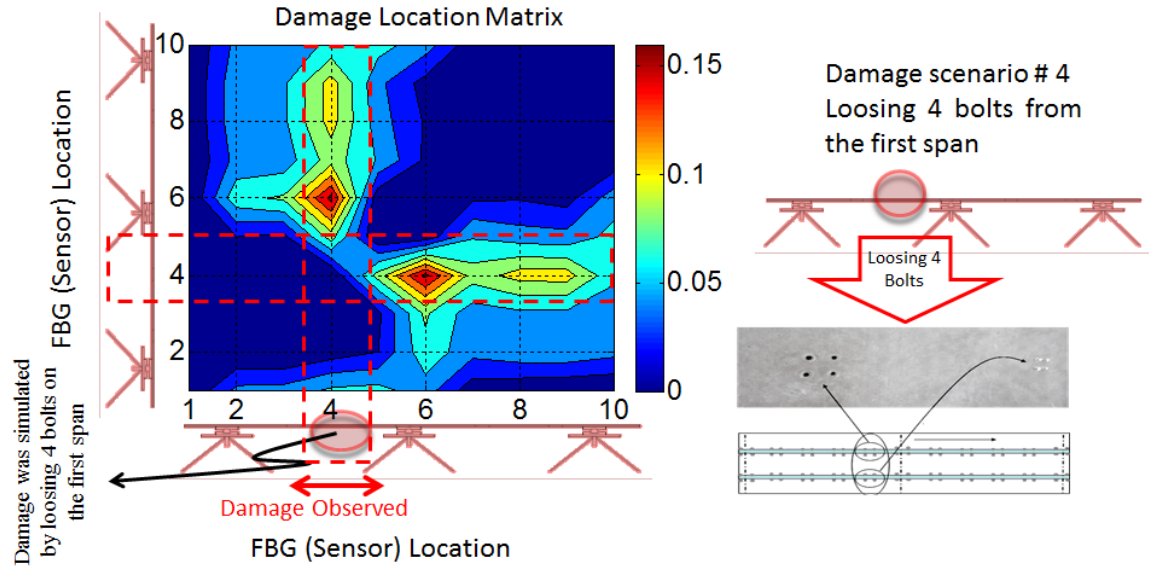 Damage Location Matrix
10
8
6
4
2
FBG (Sensor) Location
1 2 4 6 8 10
0.15
0.1
0.05
0
Damage was simulated
by loosing 4 bolts on
the first span
Damage Observed
FBG (Sensor) Location
Damage scenario # 4
Loosing 4 bolts from
the first span
Loosing 4
Bolts